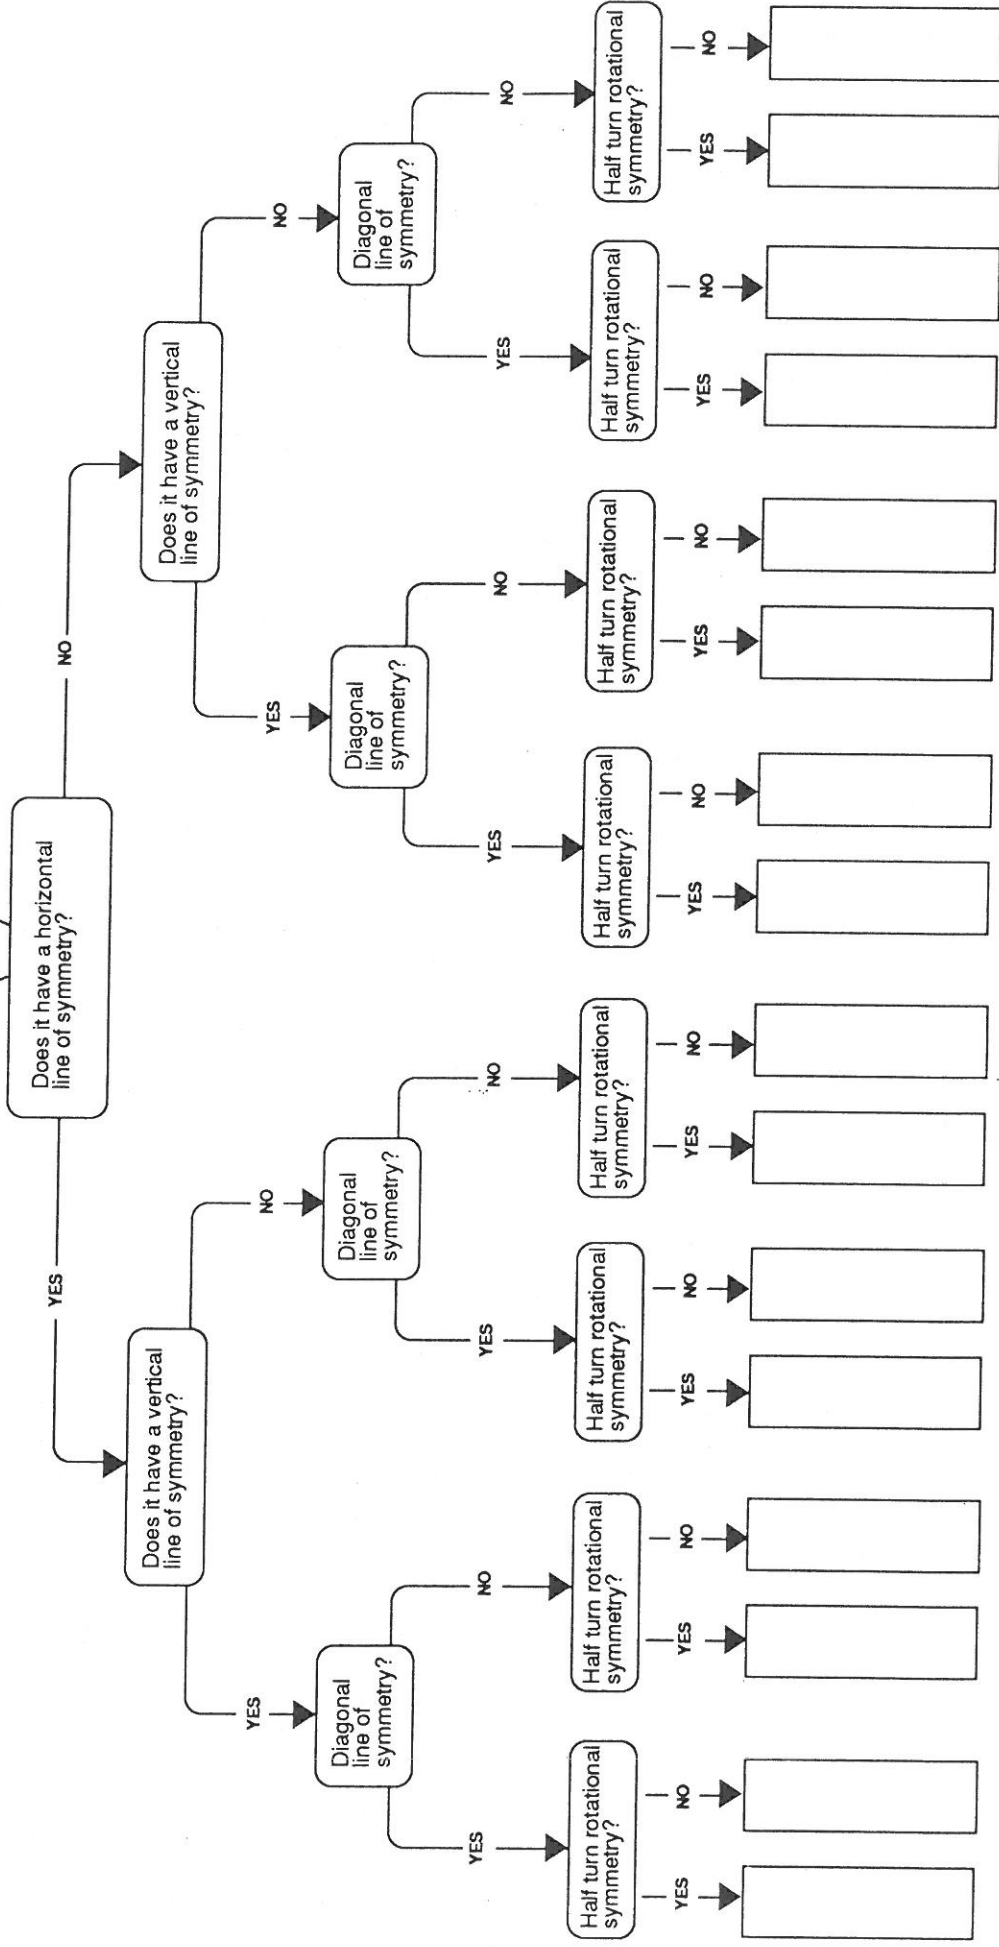 Does it have a horizontal
line of symmetry?
YES
NO
Does it have a vertical
line of symmetry?
Does it have a vertical
line of symmetry?
YES
NO
YES
NO
Diagonal
line of
symmetry?
Diagonal
line of
symmetry?
Diagonal
line of
symmetry?
Diagonal
line of
symmetry?
YES
NO
YES
NO
YES
NO
YES
NO
Half turn rotational
symmetry?
Half turn rotational
symmetry?
Half turn rotational
symmetry?
Half turn rotational
symmetry?
Half turn rotational
symmetry?
Half turn rotational
symmetry?
Half turn rotational
symmetry?
Half turn rotational
symmetry?
YES
NO
YES
NO
YES
NO
YES
NO
YES
NO
YES
NO
YES
NO
YES
NO